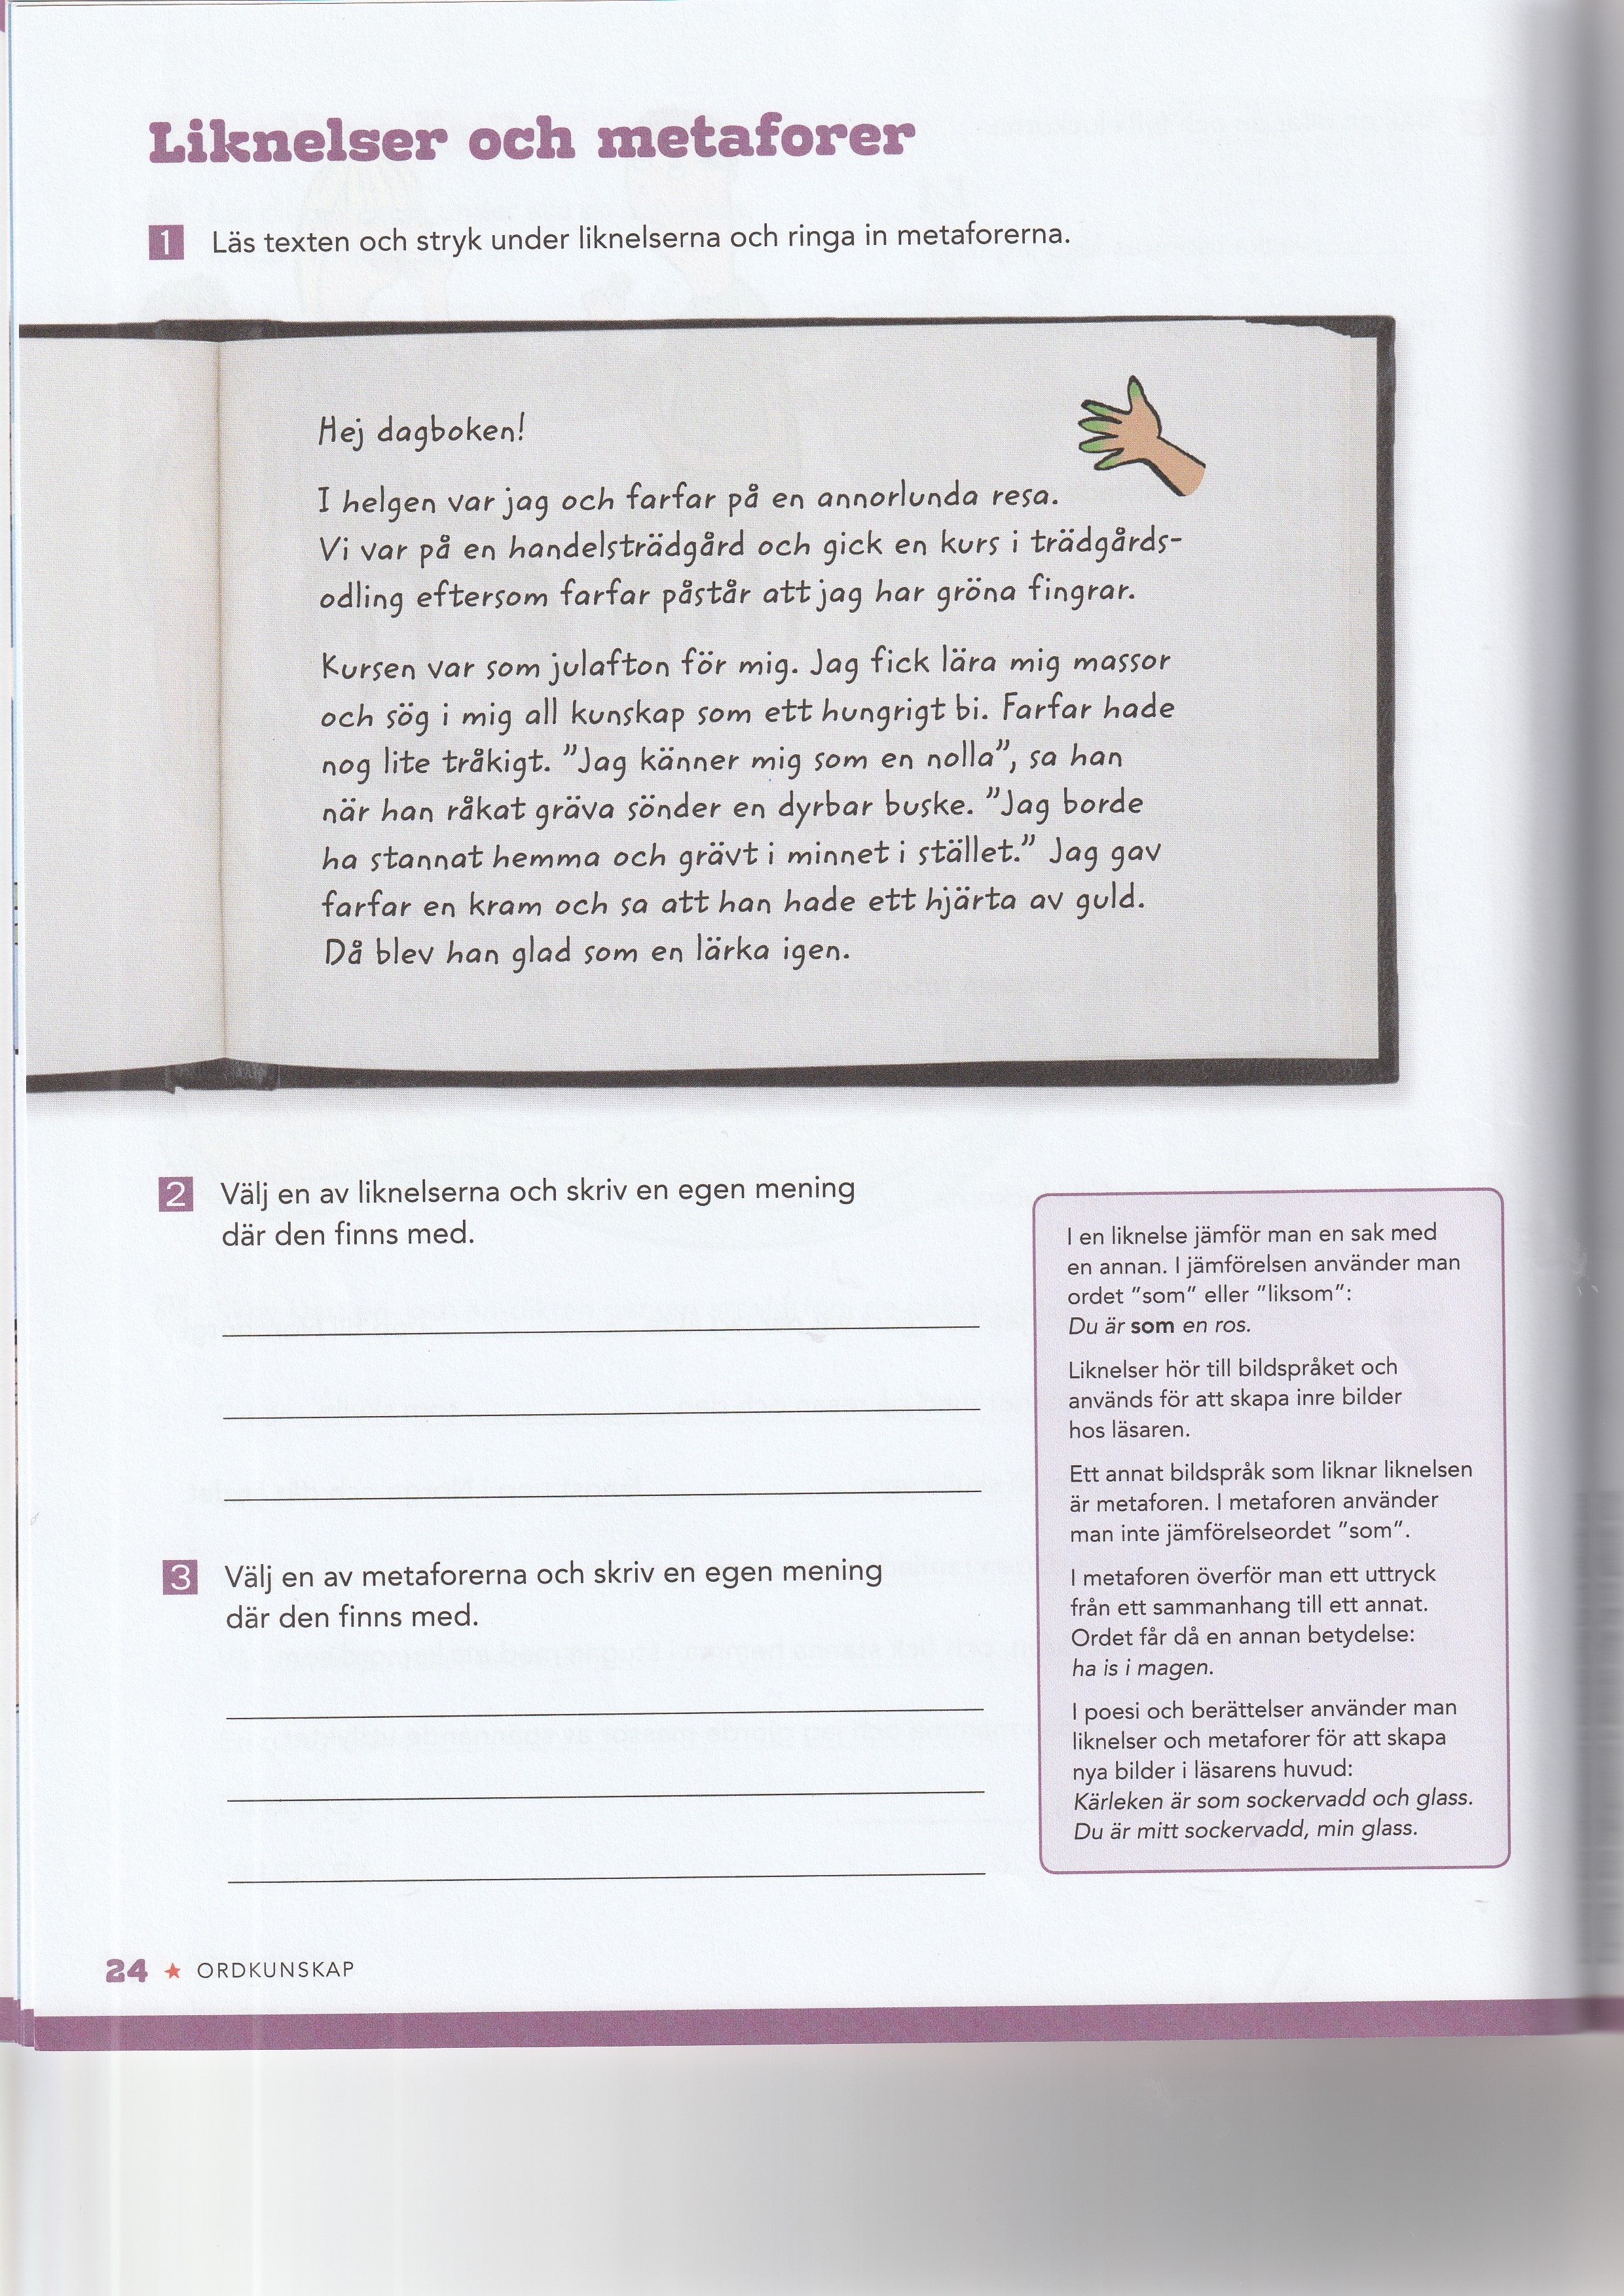 Liknelser och metaforer
1 Läs texten och stryk under liknelserna och ringa in metaforerna.
Hej dagboken!
I helgen var jag och farfar på en annorlunda resa.
Vi var på en handelsträdgård och gick en kurs i trädgårds-
odling eftersom farfar påstår att jag har gröna fingrar.
Kursen var som julafton för mig. Jag fick lära mig massor
och sög i mig all kunskap som ett hungrigt bi. Farfar hade
nog lite tråkigt. ”Jag känner mig som en nolla”, sa han
när han råkat gräva sönder en dyrbar buske. ”Jag borde
ha stannat hemma och grävt i minnet i stället.” Jag gav
farfar en kram och sa att han hade ett hjärta av guld.
Då blev han glad som en lärka igen.
2 Välj en av liknelserna och skriv en egen mening
där den finns med.
3 Välj en av metaforerna och skriv en egen mening
där den finns med.
I en liknelse jämför man en sak med
en annan. I jämförelsen använder man
ordet ”som” eller ”liksom”:
Du är som en ros.
Liknelser hör till bildspråket och
används för att skapa inre bilder
hos läsaren.
Ett annat bildspråk som liknar liknelsen
är metaforen. I metaforen använder
man inte jämförelseordet ”som”.
I metaforen överför man ett uttryck
från ett sammanhang till ett annat.
Ordet får då en annan betydelse:
ha is i magen.
I poesi och berättelser använder man
liknelser och metaforer för att skapa
nya bilder i läsarens huvud:
Kärleken är som sockervadd och glass.
Du är mitt sockervadd, min glass.
24 ★ ORDKUNSKAP